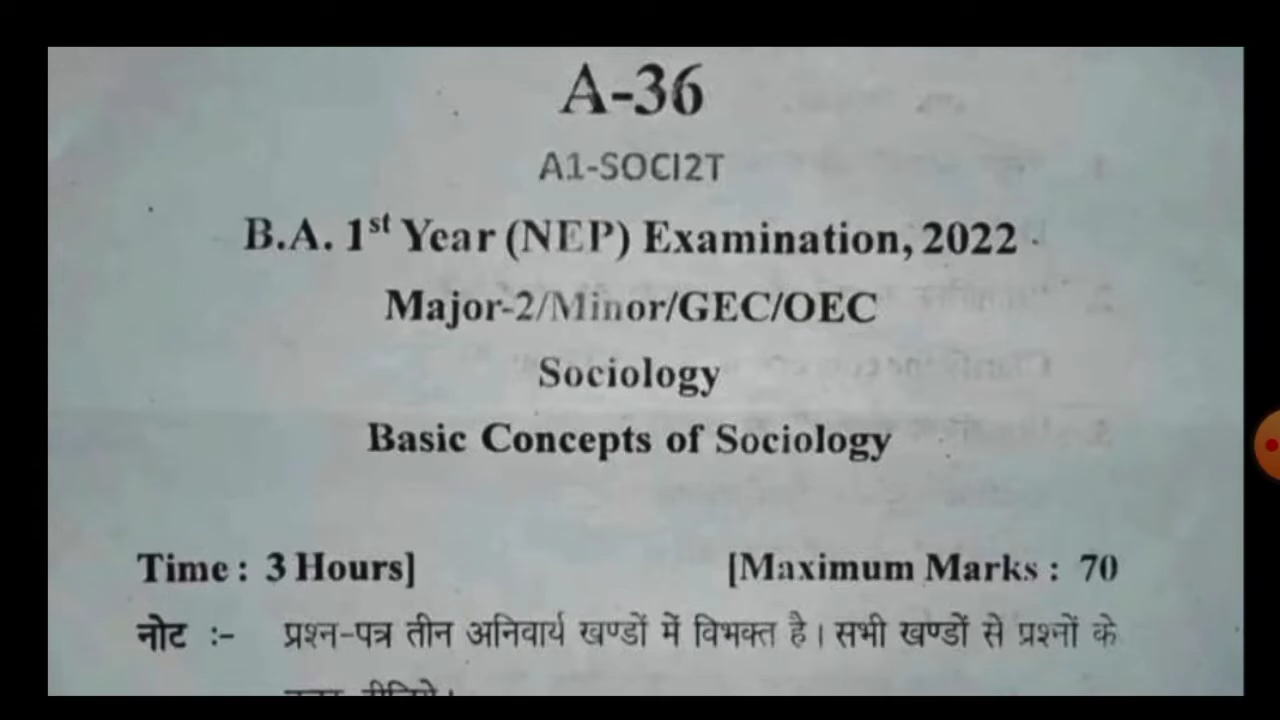 A-36
A1-SOCI2T
B.A. 1st Year (NEP) Examination, 2022
Major-2/Minor/GEC/OEC
Sociology
Basic Concepts of Sociology
Time : 3 Hours]
[Maximum Marks : 70
नोट :- प्रश्न-पत्र तीन अनिवार्य खण्डों में विभक्त है। सभी खण्डों से प्रश्नों के